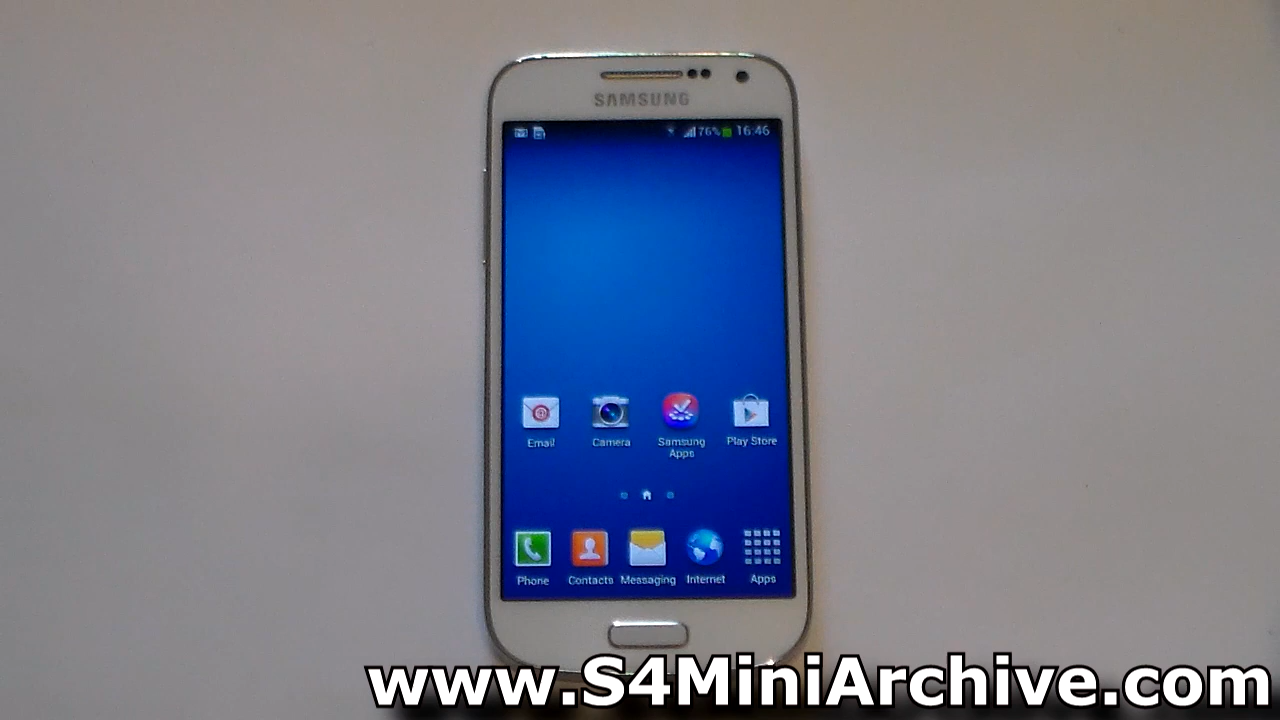 SAMSUNG
76% 16:46
Email Camera Samsung Apps Play Store
Phone Contacts Messaging Internet Apps
www.S4MiniArchive.com